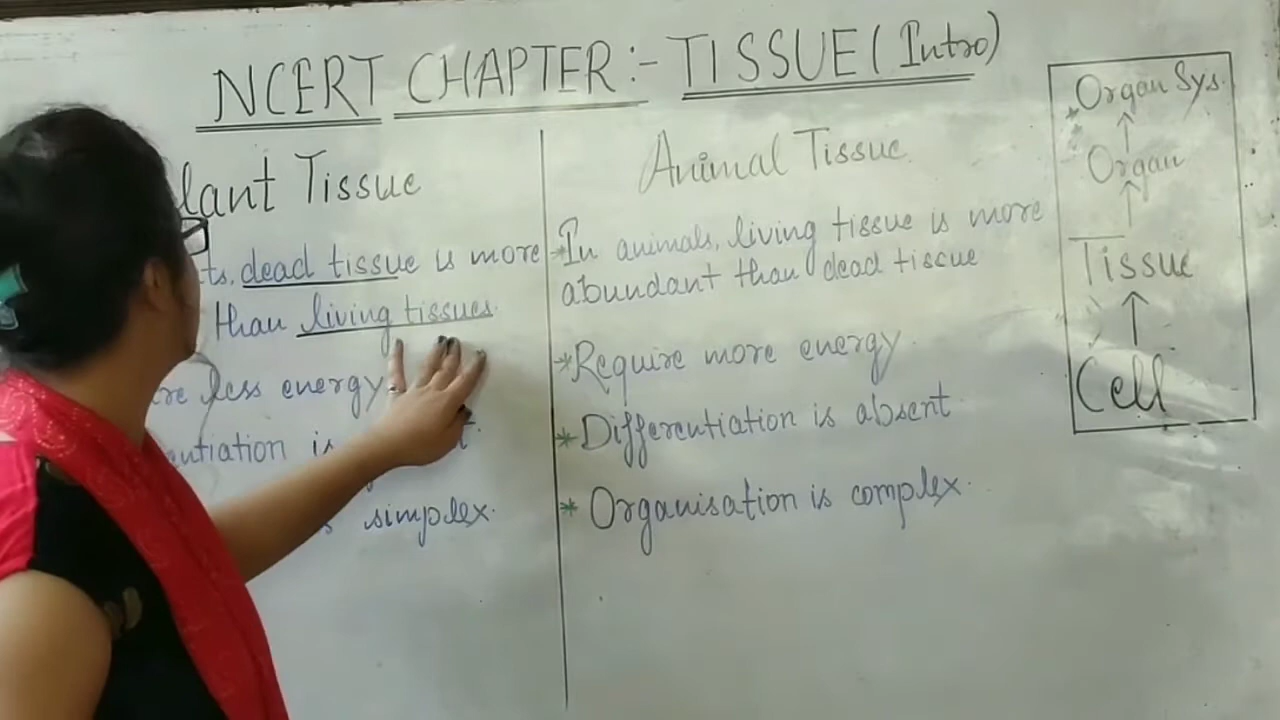 NCERT CHAPTER :- TISSUE (Intro)
lant Tissue
ts, dead tissue is more
than living tissues.
re less energy
ntiation is
simplex.
Animal Tissue
*In animals, living tissue is more
abundant than dead tiscue
*Require more energy.
* Differentiation is absent
* Organisation is complex.
Organ Sys.
↑
Organ
↑
Tissue
↑
Cell